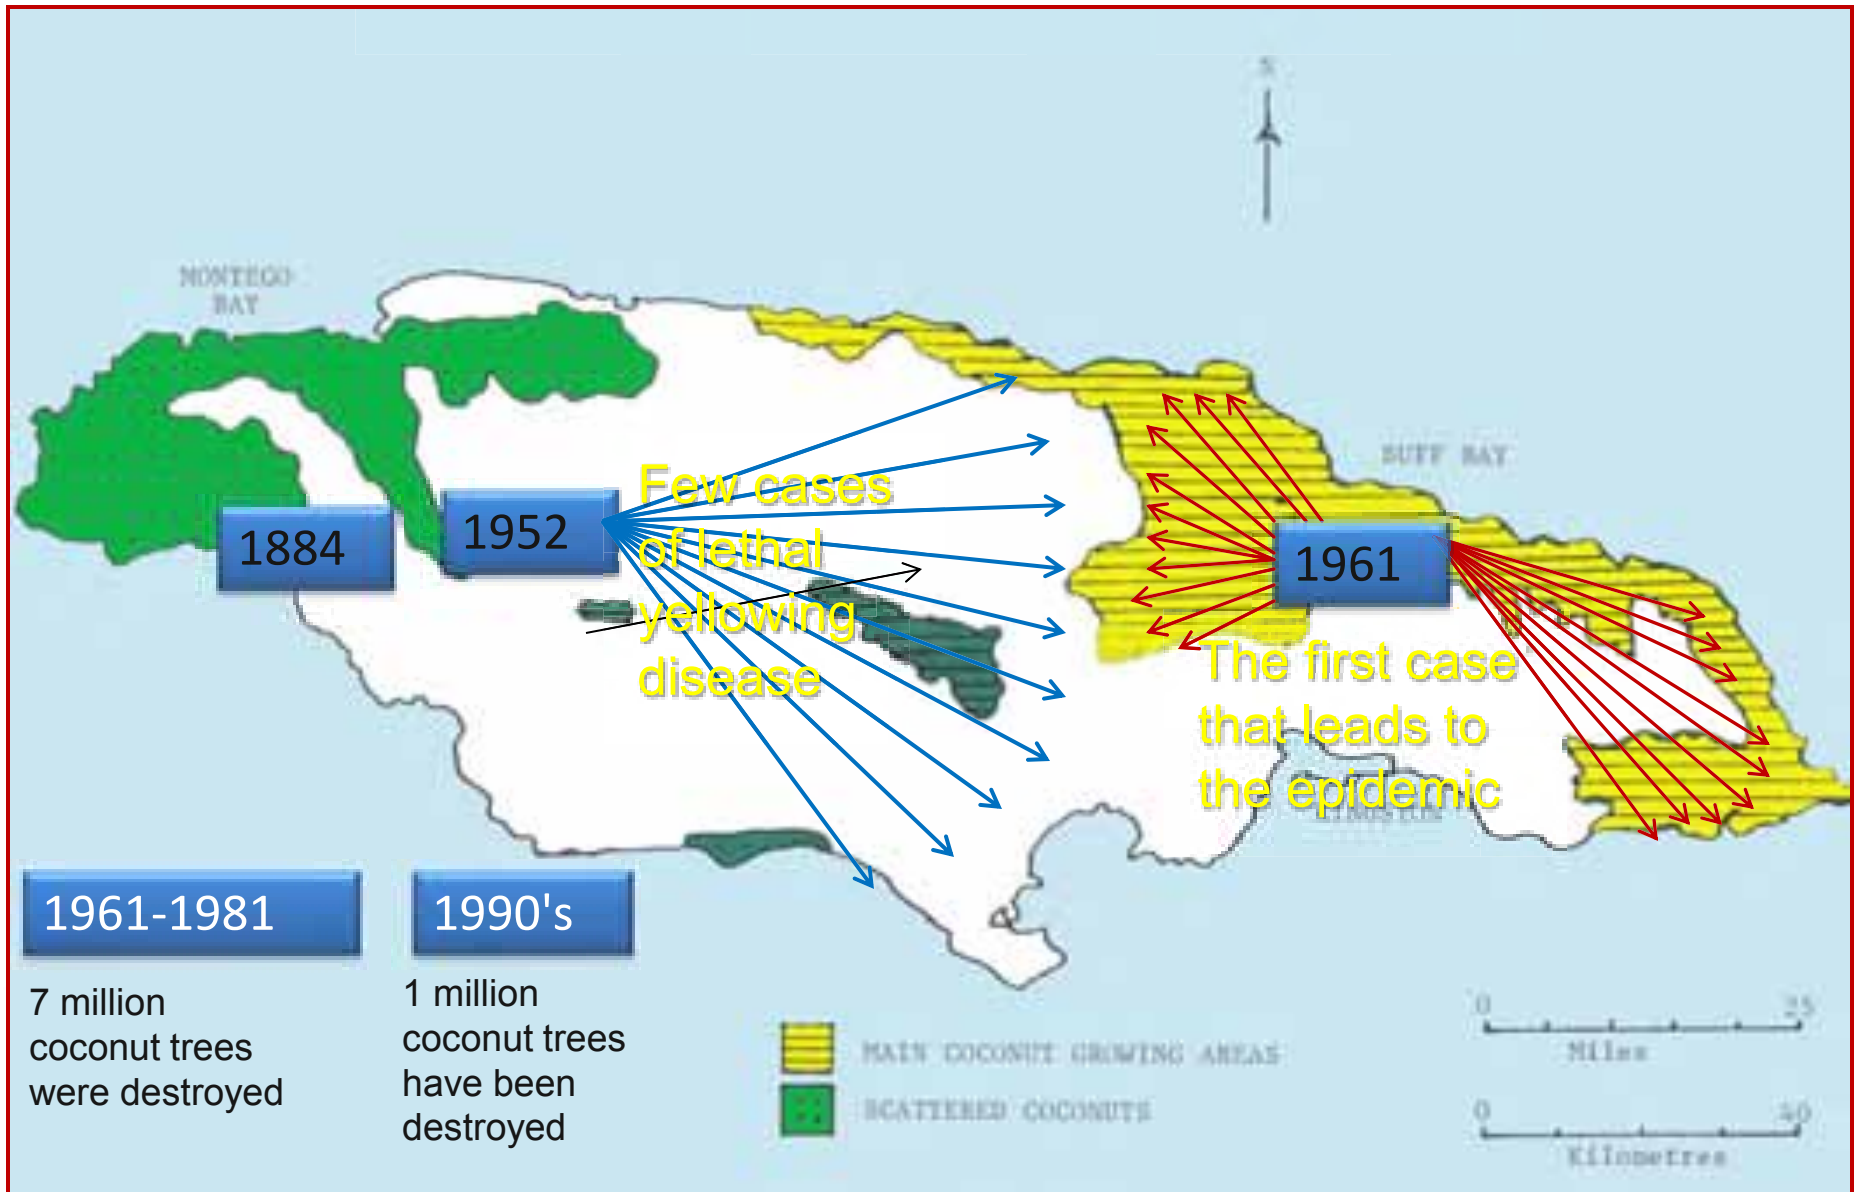 N
MONTEGO
BAY
BUFF BAY
1884
1952
Few cases
of lethal
yellowing
disease
1961
The first case
that leads to
the epidemic
KINGSTON
1961-1981
7 million
coconut trees
were destroyed
1990's
1 million
coconut trees
have been
destroyed
MAIN COCONUT GROWING AREAS
SCATTERED COCONUTS
0 25
Miles
0 40
Kilometres